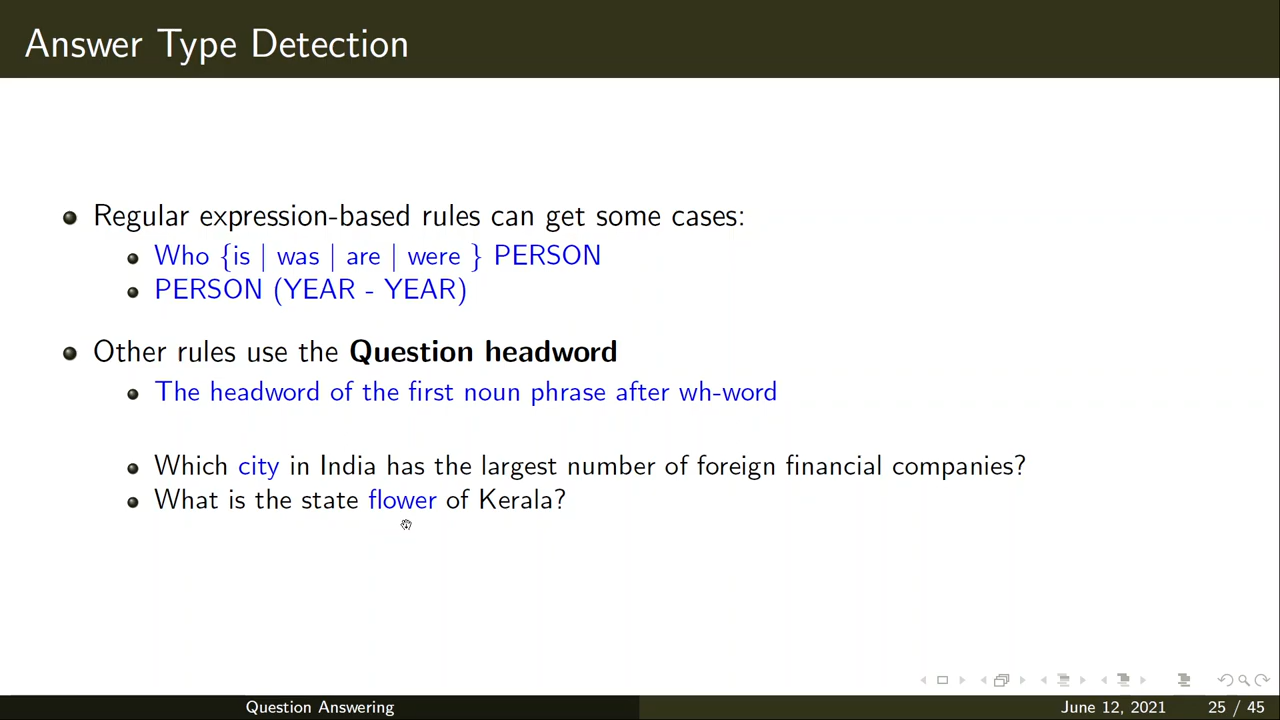 Answer Type Detection
Regular expression-based rules can get some cases:
Who {is | was | are | were } PERSON
PERSON (YEAR - YEAR)
Other rules use the Question headword
The headword of the first noun phrase after wh-word
Which city in India has the largest number of foreign financial companies?
What is the state flower of Kerala?
Question Answering
June 12, 2021
25 / 45